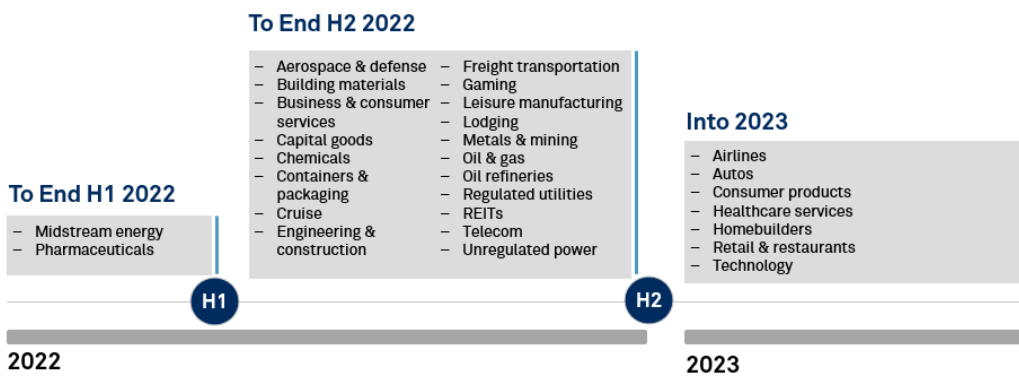 To End H2 2022
– Aerospace & defense
– Building materials
– Business & consumer
services
– Capital goods
– Chemicals
– Containers &
packaging
– Cruise
– Engineering &
construction
– Freight transportation
– Gaming
– Leisure manufacturing
– Lodging
– Metals & mining
– Oil & gas
– Oil refineries
– Regulated utilities
– REITs
– Telecom
– Unregulated power
Into 2023
– Airlines
– Autos
– Consumer products
– Healthcare services
– Homebuilders
– Retail & restaurants
– Technology
To End H1 2022
– Midstream energy
– Pharmaceuticals
H1
H2
2022
2023